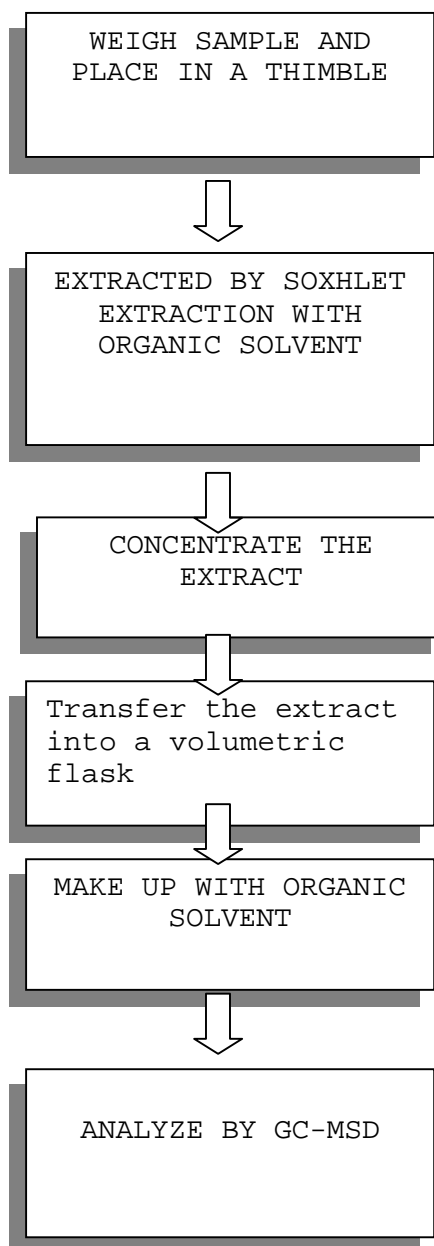 WEIGH SAMPLE AND
PLACE IN A THIMBLE
EXTRACTED BY SOXHLET
EXTRACTION WITH
ORGANIC SOLVENT
CONCENTRATE THE
EXTRACT
Transfer the extract
into a volumetric
flask
MAKE UP WITH ORGANIC
SOLVENT
ANALYZE BY GC-MSD